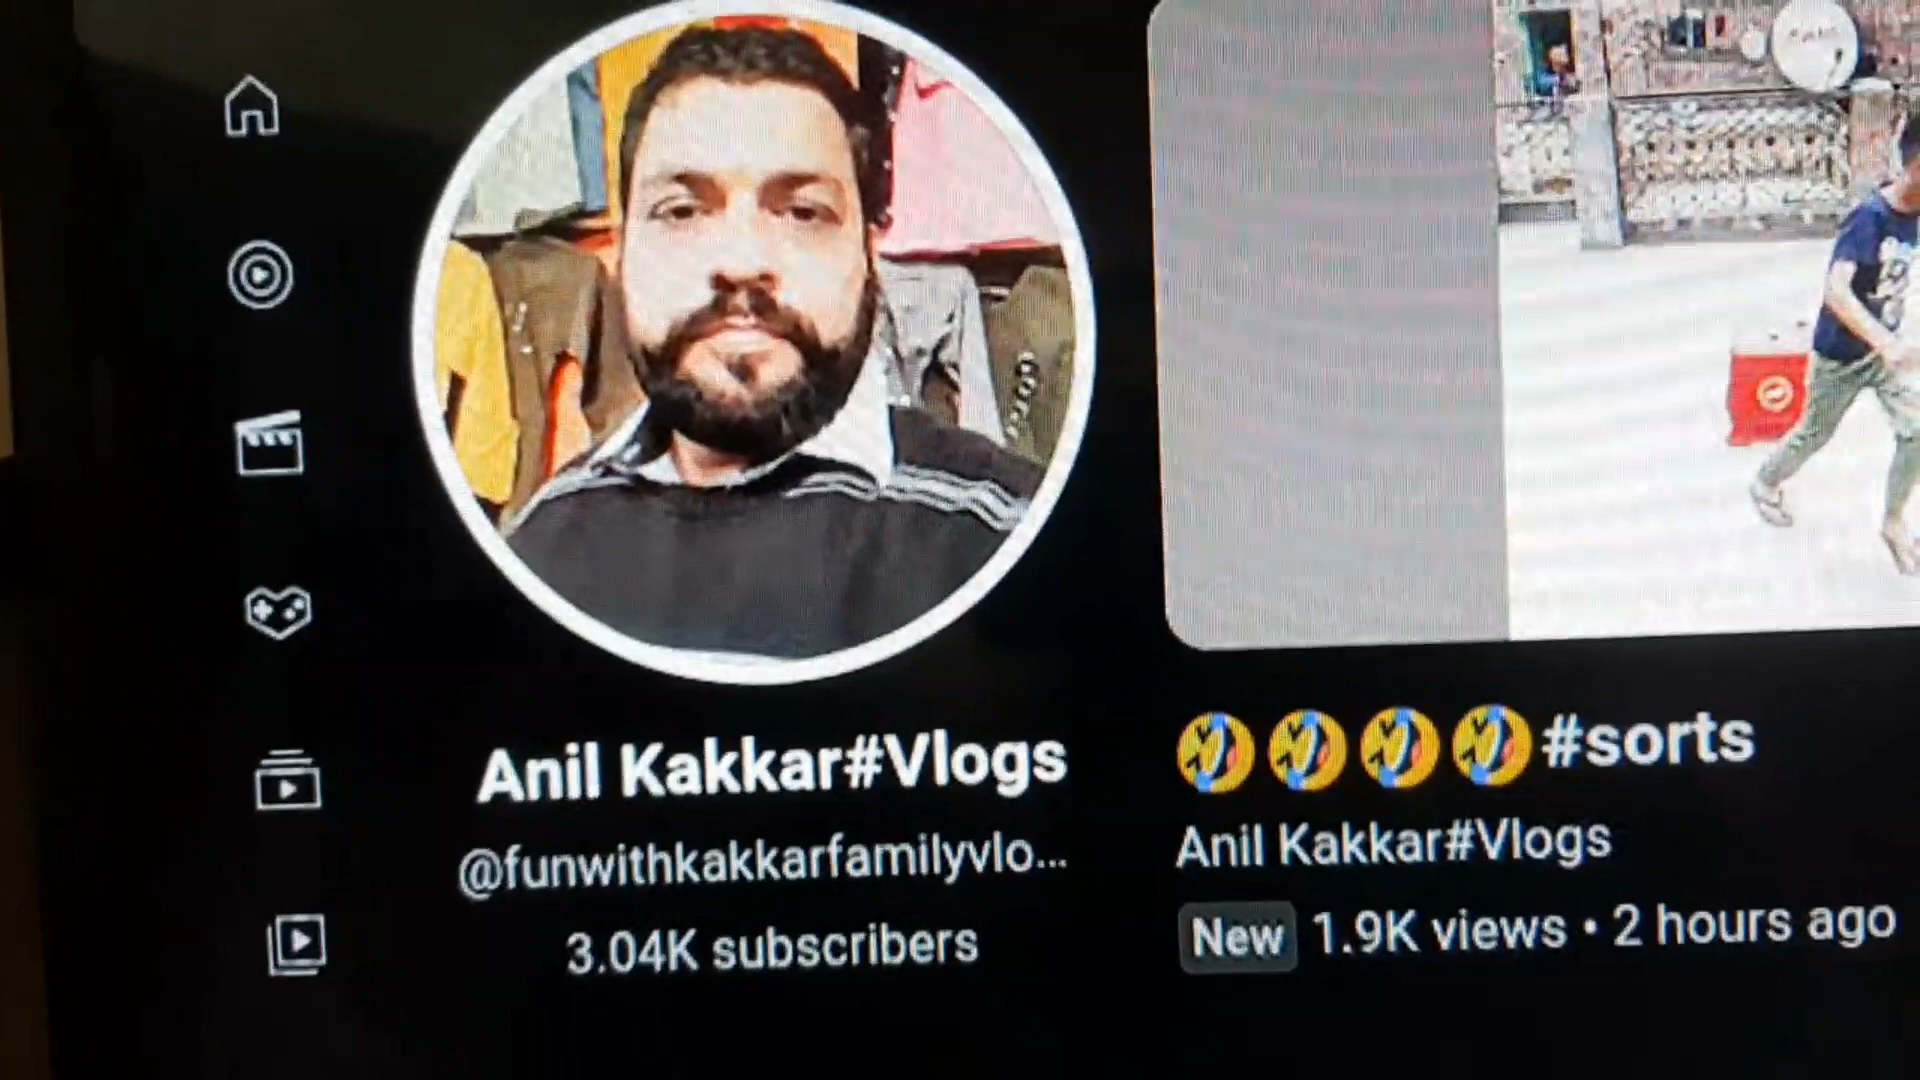 Anil Kakkar#Vlogs
@funwithkakkarfamilyvlo...
3.04K subscribers
🤣🤣🤣🤣#sorts
Anil Kakkar#Vlogs
New 1.9K views • 2 hours ago